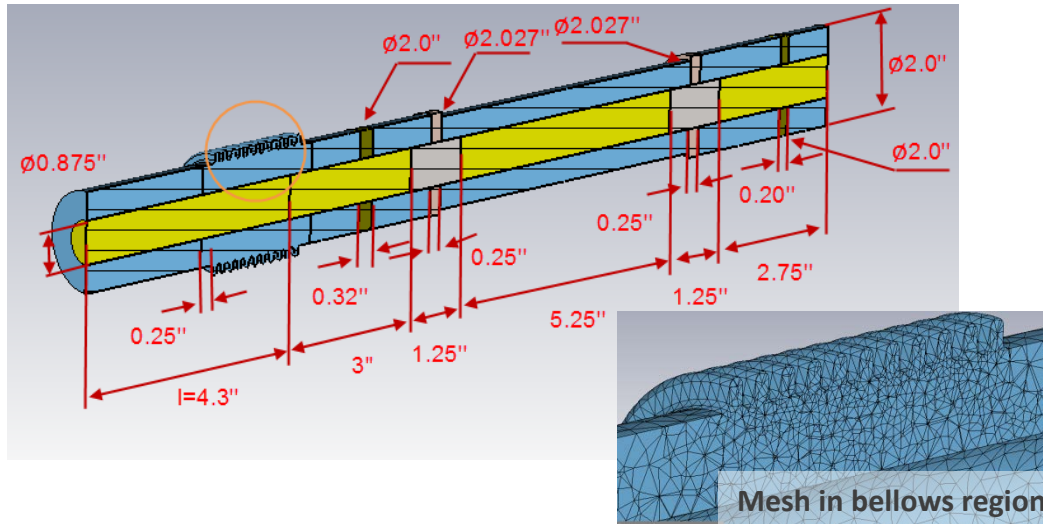 Ø2.0"
Ø2.027"
Ø2.027"
Ø2.0"
Ø0.875"
Ø2.0"
0.20"
0.25"
0.25"
2.75"
0.32"
1.25"
0.25"
5.25"
1.25"
3"
l=4.3"
Mesh in bellows region